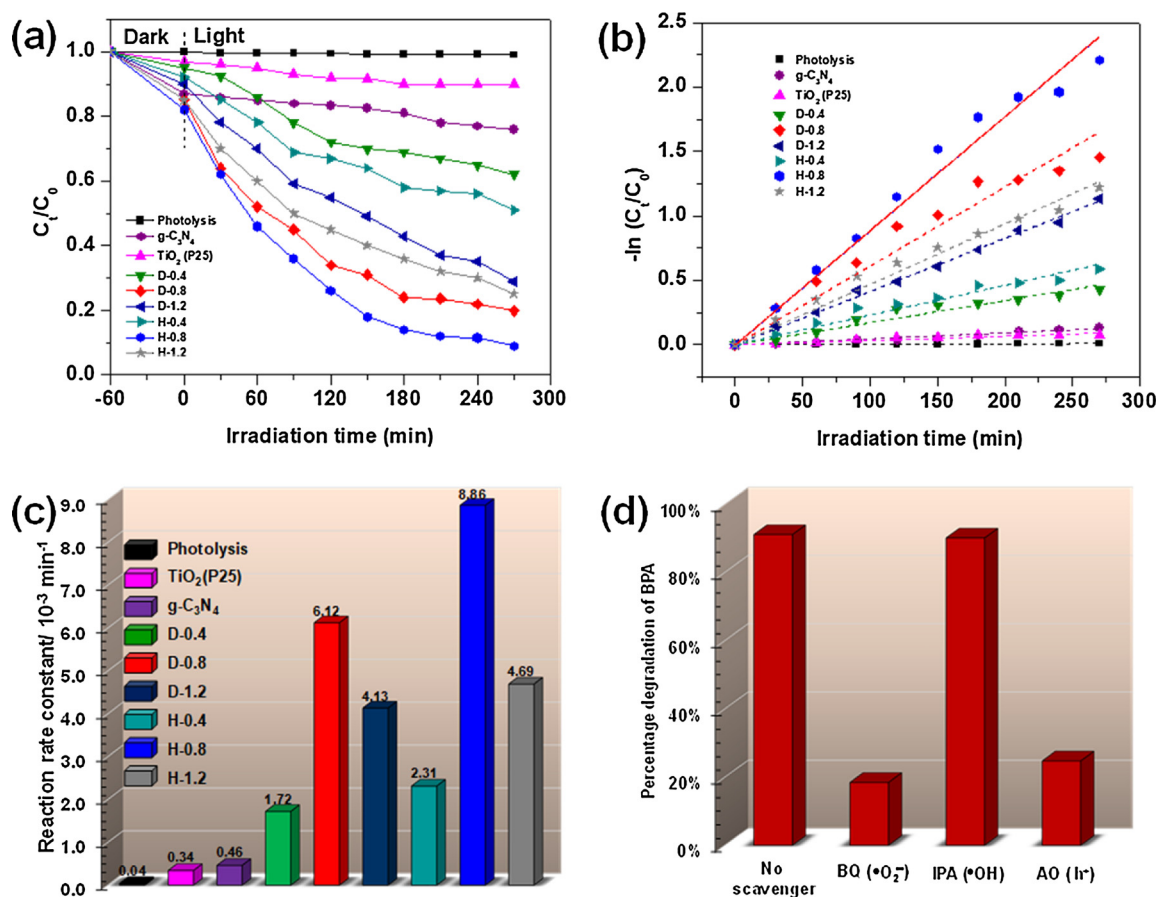 (a)
Dark Light
Cₜ/C₀
1.0
0.8
0.6
0.4
0.2
0.0
Photolysis
g-C₃N₄
TiO₂ (P25)
D-0.4
D-0.8
D-1.2
H-0.4
H-0.8
H-1.2
-60 0 60 120 180 240 300
Irradiation time (min)
(b)
-ln (Cₜ/C₀)
2.5
2.0
1.5
1.0
0.5
0.0
Photolysis
g-C₃N₄
TiO₂ (P25)
D-0.4
D-0.8
D-1.2
H-0.4
H-0.8
H-1.2
0 50 100 150 200 250 300
Irradiation time (min)
(c)
Reaction rate constant/ 10⁻³ min⁻¹
9.0
8.0
7.0
6.0
5.0
4.0
3.0
2.0
1.0
0.0
Photolysis
TiO₂(P25)
g-C₃N₄
D-0.4
D-0.8
D-1.2
H-0.4
H-0.8
H-1.2
0.04
0.34
0.46
1.72
6.12
4.13
2.31
8.86
4.69
(d)
Percentage degradation of BPA
100%
80%
60%
40%
20%
0%
No scavenger
BQ (•O₂⁻)
IPA (•OH)
AO (h⁺)